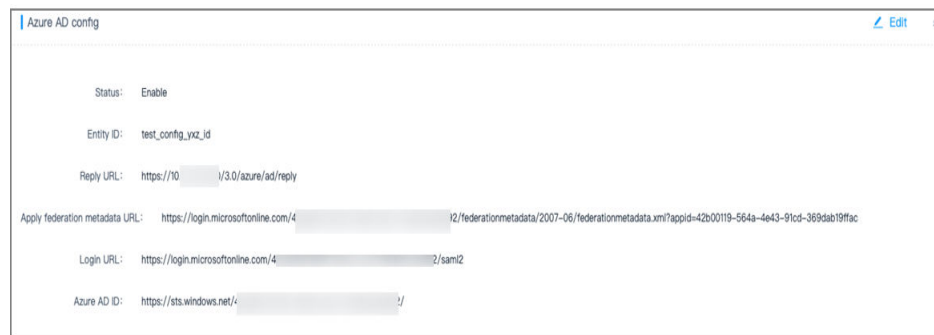 Azure AD config
Edit
Status: Enable
Entity ID: test_config_yxz_id
Reply URL: https://10 /3.0/azure/ad/reply
Apply federation metadata URL: https://login.microsoftonline.com/4 2/federationmetadata/2007-06/federationmetadata.xml?appid=42b00119-564a-4e43-91cd-369dab19ffac
Login URL: https://login.microsoftonline.com/4 2/saml2
Azure AD ID: https://sts.windows.net/ /